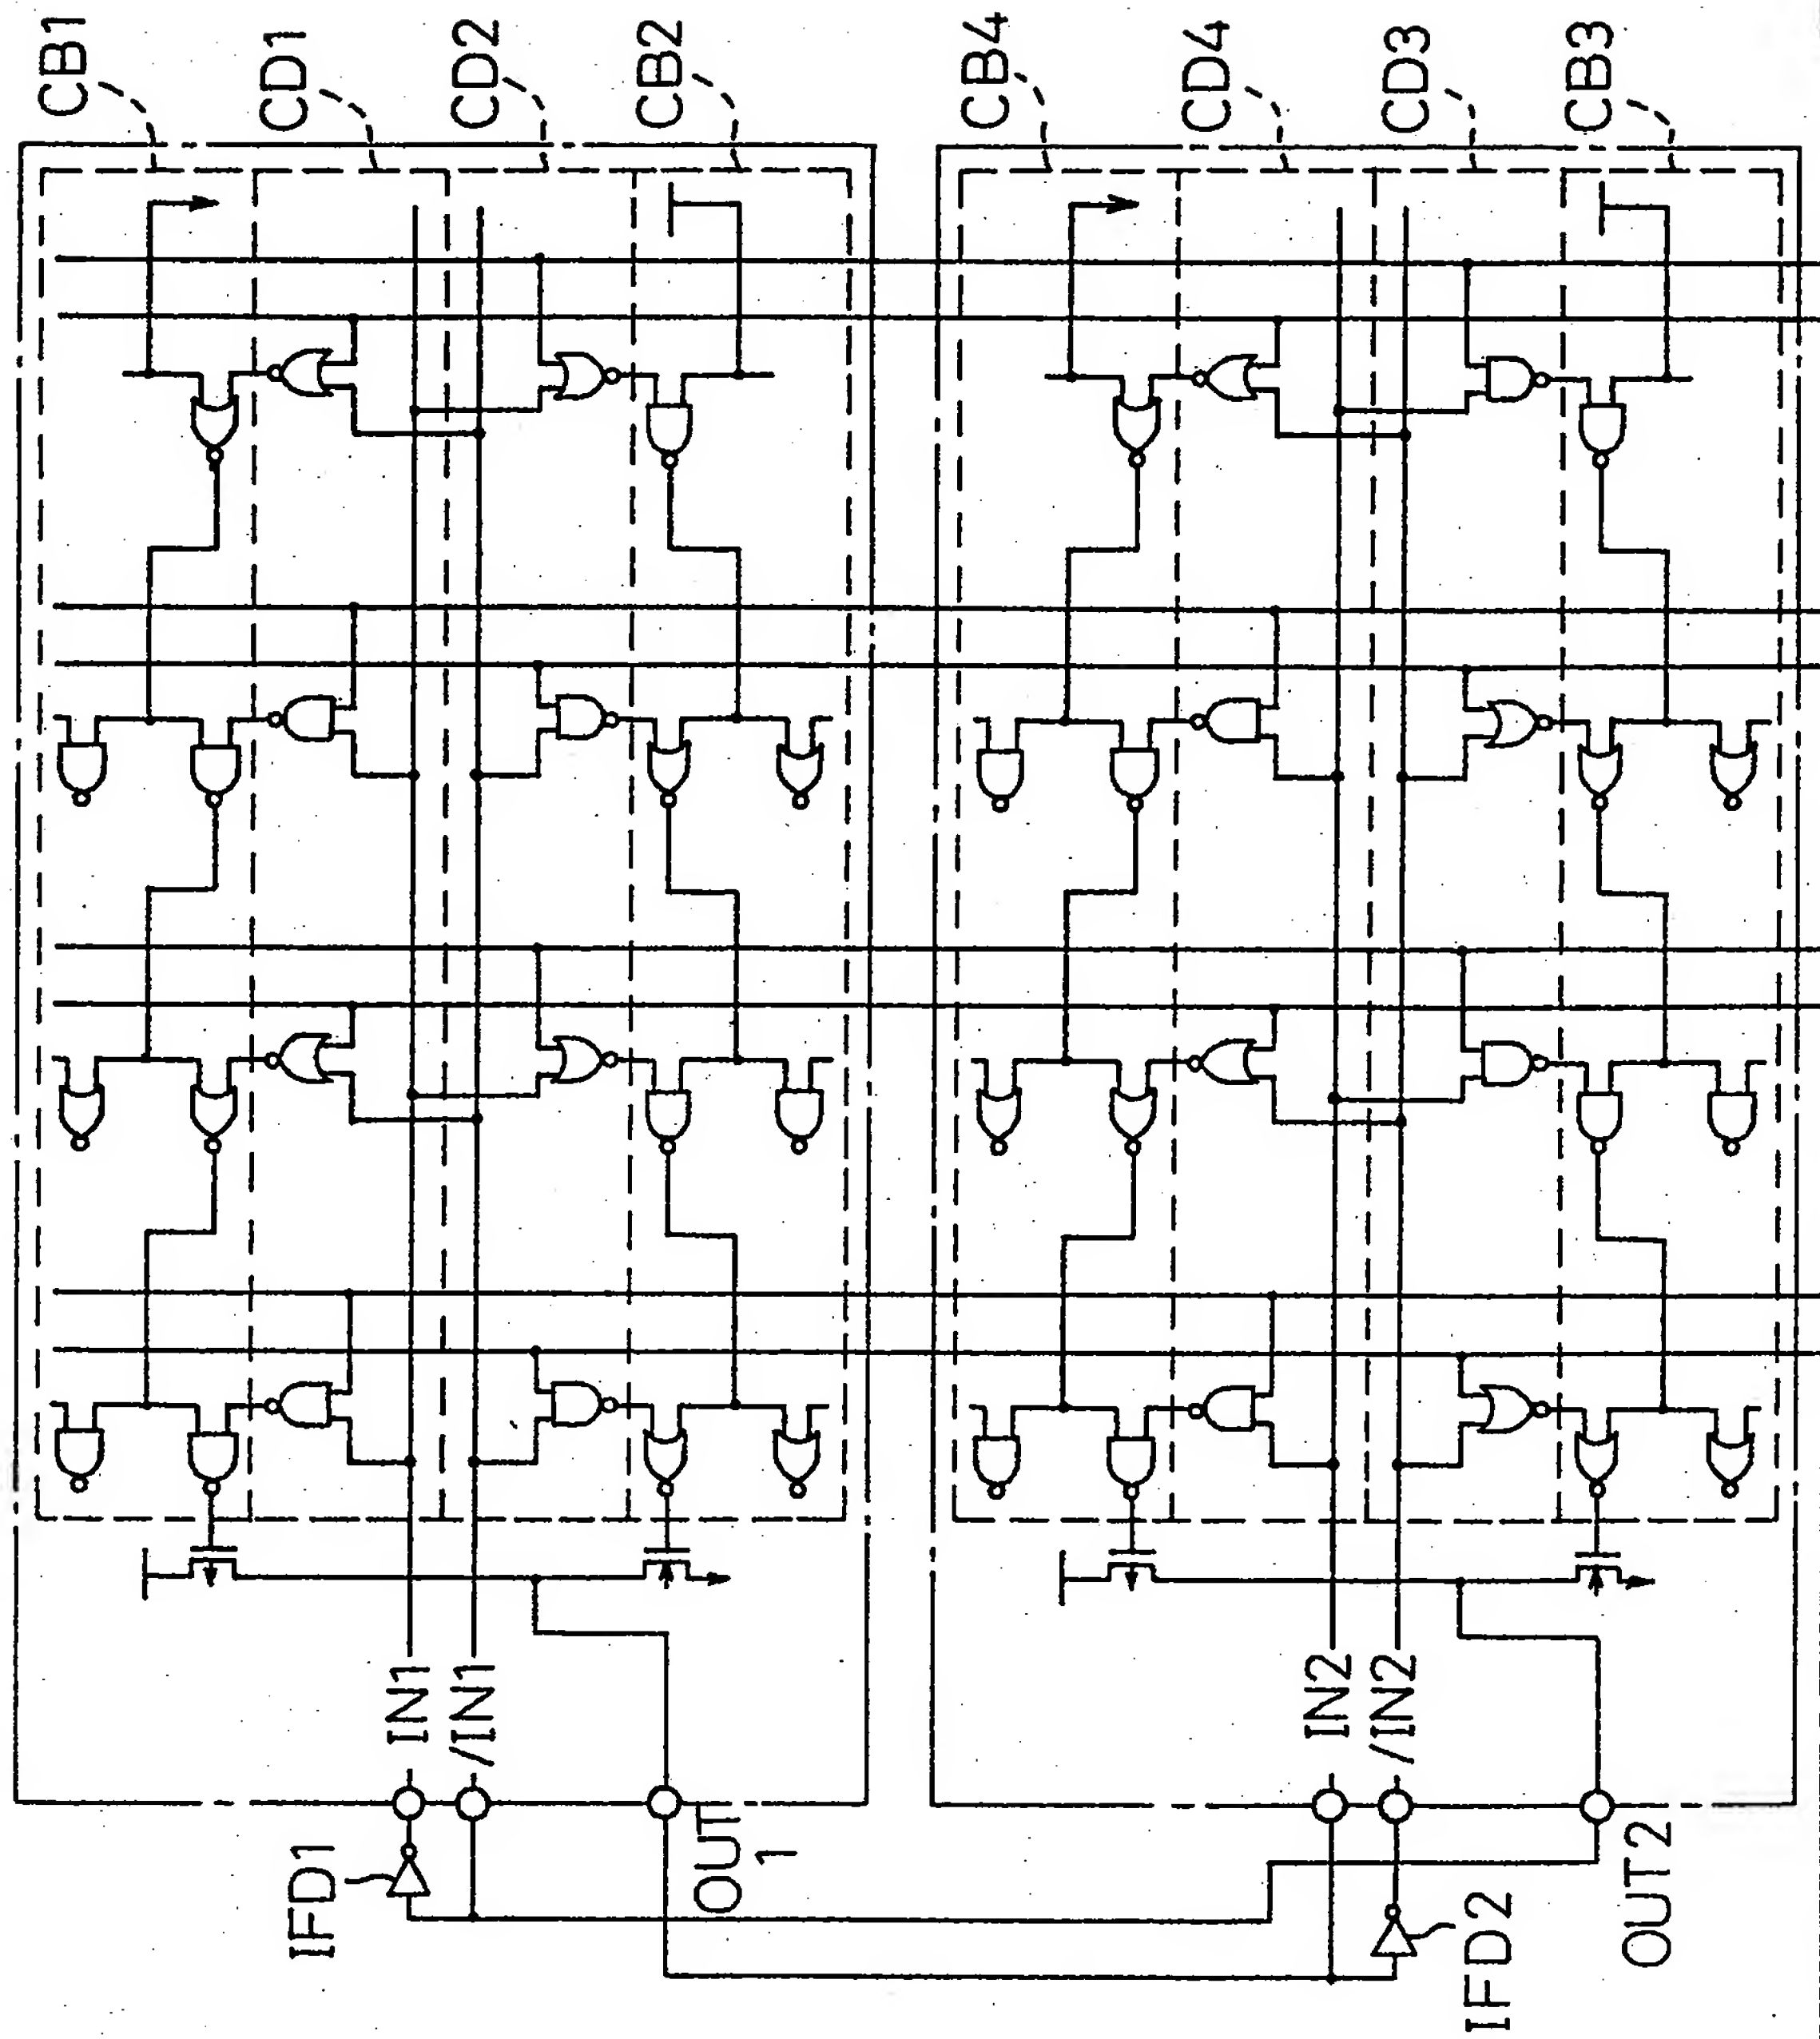 CB1
CD1
CD2
CB2
CB4
CD4
CD3
CB3
IN1
/IN1
IN2
/IN2
IFD1
OUT
1
IFD2
OUT2